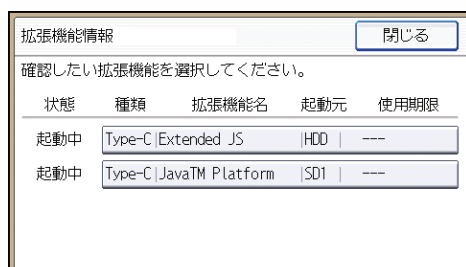 拡張機能情報 閉じる
確認したい拡張機能を選択してください。
状態 種類 拡張機能名 起動元 使用期限
起動中 Type-C|Extended JS |HDD | ---
起動中 Type-C|JavaTM Platform |SD1 | ---